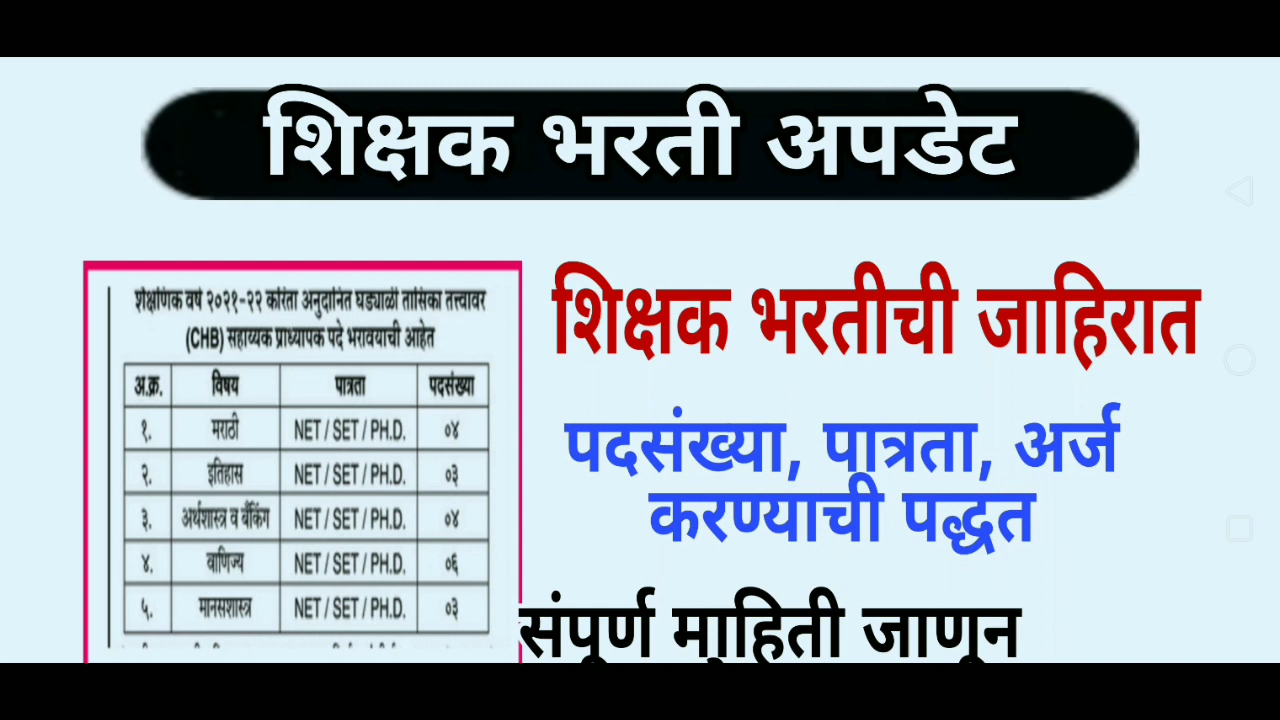 शिक्षक भरती अपडेट
शैक्षणिक वर्ष २०२१-२२ करिता अनुदानित घड्याळी तासिका तत्त्वावर
(CHB) सहाय्यक प्राध्यापक पदे भरावयाची आहेत
अ.क्र. विषय पात्रता पदसंख्या
१. मराठी NET / SET / PH.D. ०४
२. इतिहास NET / SET / PH.D. ०३
३. अर्थशास्त्र व बँकिंग NET / SET / PH.D. ०४
४. वाणिज्य NET / SET / PH.D. ०६
५. मानसशास्त्र NET / SET / PH.D. ०३
शिक्षक भरतीची जाहिरात
पदसंख्या, पात्रता, अर्ज
करण्याची पद्धत
संपूर्ण माहिती जाणून